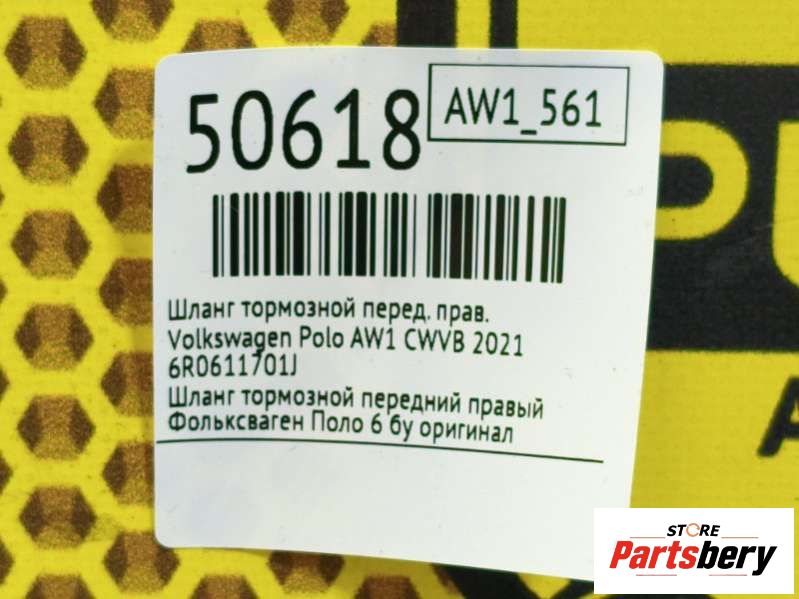 50618
AW1_561
Шланг тормозной перед. прав.
Volkswagen Polo AW1 CWVB 2021
6R0611701J
Шланг тормозной передний правый
Фольксваген Поло 6 бу оригинал
STORE
Partsbery